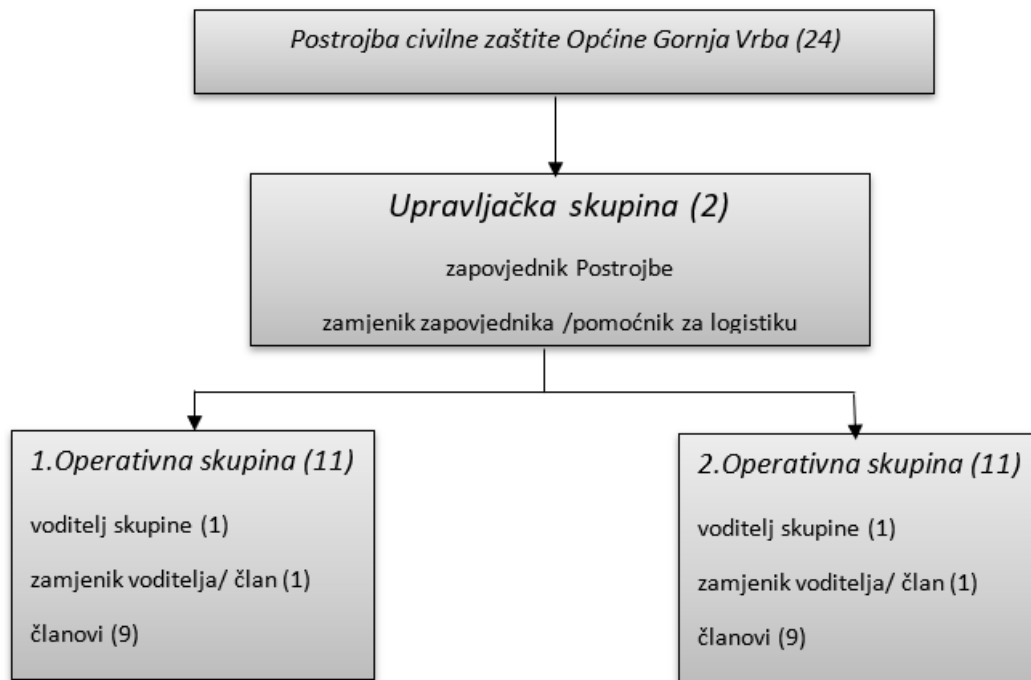 Postrojba civilne zaštite Općine Gornja Vrba (24)
Upravljačka skupina (2)
zapovjednik Postrojbe
zamjenik zapovjednika /pomoćnik za logistiku
1.Operativna skupina (11)
voditelj skupine (1)
zamjenik voditelja/ član (1)
članovi (9)
2.Operativna skupina (11)
voditelj skupine (1)
zamjenik voditelja/ član (1)
članovi (9)